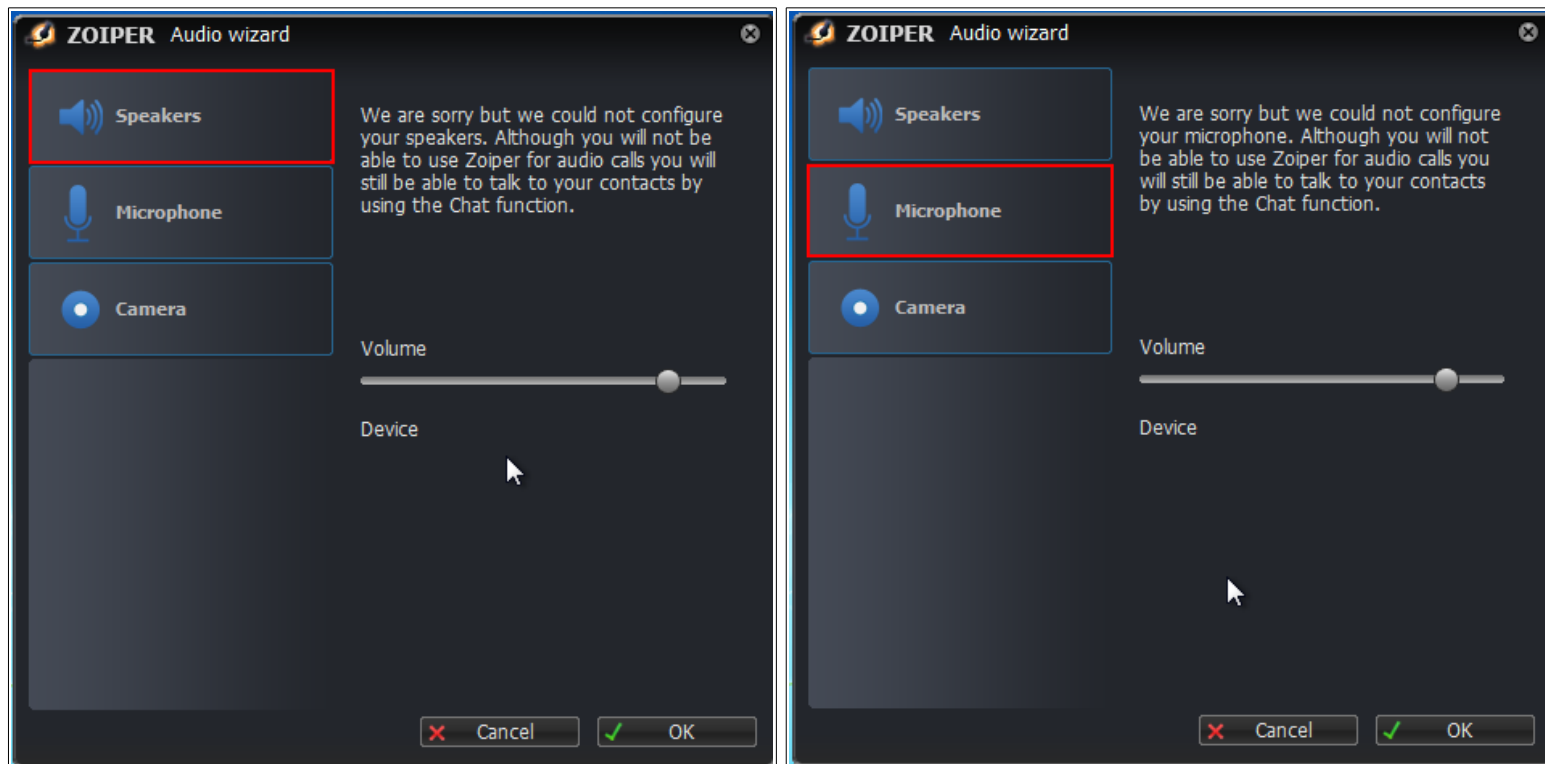 ZOIPER Audio wizard
Speakers
Microphone
Camera
We are sorry but we could not configure
your speakers. Although you will not be
able to use Zoiper for audio calls you will
still be able to talk to your contacts by
using the Chat function.
Volume
Device
Cancel
OK
ZOIPER Audio wizard
Speakers
Microphone
Camera
We are sorry but we could not configure
your microphone. Although you will not
be able to use Zoiper for audio calls you
will still be able to talk to your contacts
by using the Chat function.
Volume
Device
Cancel
OK